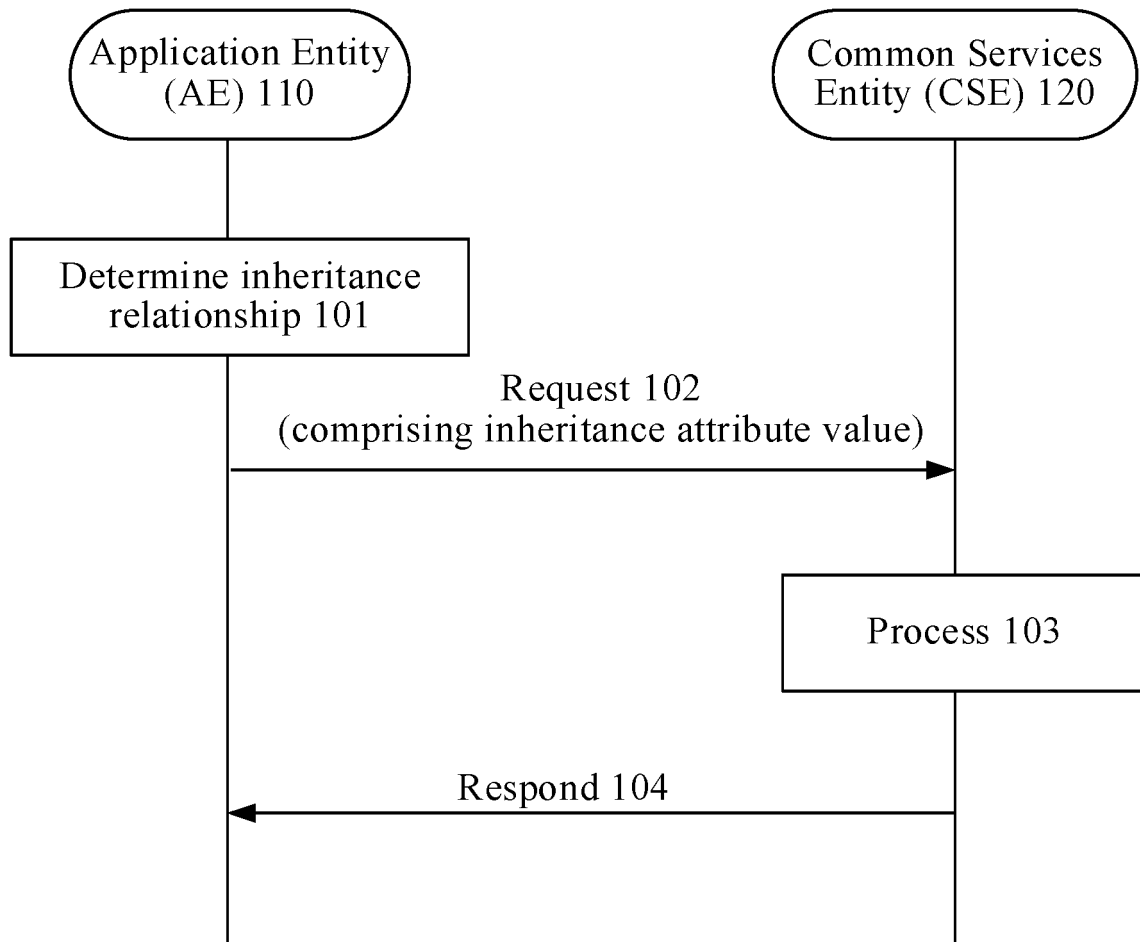 Application Entity
(AE) 110
Common Services
Entity (CSE) 120
Determine inheritance
relationship 101
Request 102
(comprising inheritance attribute value)
Process 103
Respond 104